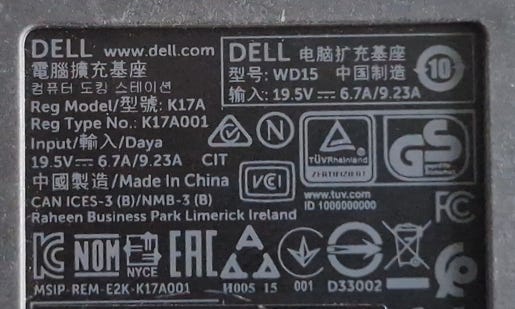 DELL www.dell.com
電腦擴充基座
컴퓨터 도킹 스테이션
Reg Model/型號: K17A
Reg Type No.: K17A001
Input/輸入/Daya
19.5V⎓6.7A/9.23A CIT
中國製造/Made In China
CAN ICES-3 (B)/NMB-3 (B)
Raheen Business Park Limerick Ireland
DELL 电脑扩充基座
型号: WD15 中国制造
输入: 19.5V⎓6.7A/9.23A
10
N
VCI
TÜVRheinland
ZERTIFIZIERT
GS
www.tuv.com
ID 1000000000
FC
NOM
NYCE
EAC
MSIP-REM-E2K-K17A001
И005 15 001 D33002